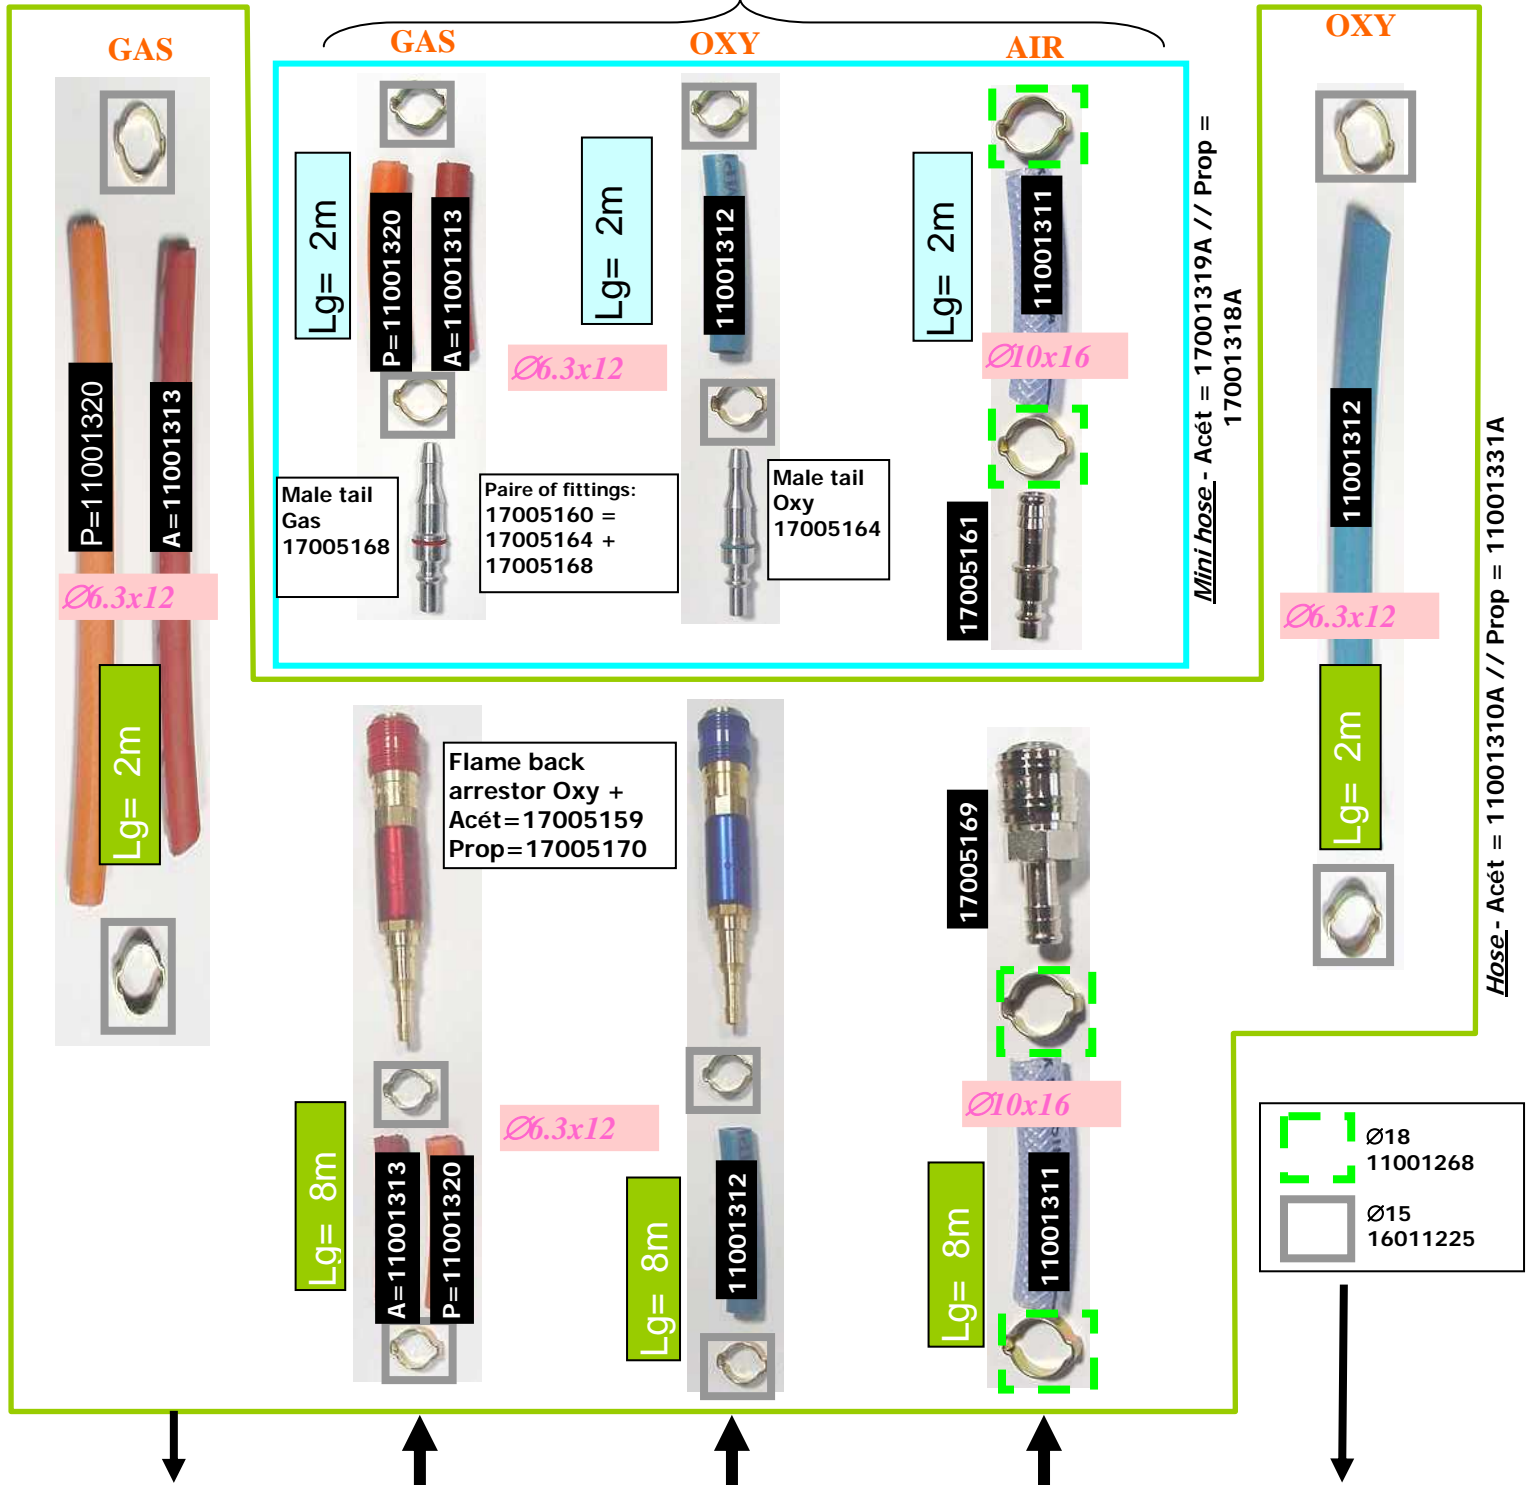 GAS
GAS
OXY
AIR
OXY
Lg= 2m
P=11001320
A=11001313
Ø6.3x12
Lg= 2m
11001312
Lg= 2m
11001311
Ø10x16
Male tail
Gas
17005168
Paire of fittings:
17005160 =
17005164 +
17005168
Male tail
Oxy
17005164
17005161
Mini hose - Acét = 17001319A // Prop =
17001318A
P=11001320
A=11001313
Ø6.3x12
Lg= 2m
11001312
Ø6.3x12
Lg= 2m
Hose - Acét = 11001310A // Prop = 11001331A
Flame back
arrestor Oxy +
Acét=17005159
Prop=17005170
17005169
Lg= 8m
A=11001313
P=11001320
Ø6.3x12
Lg= 8m
11001312
Ø10x16
Lg= 8m
11001311
Ø18
11001268
Ø15
16011225